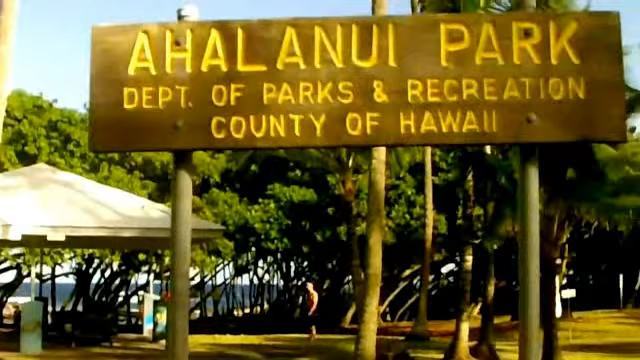 AHALANUI PARK
DEPT. OF PARKS & RECREATION
COUNTY OF HAWAII